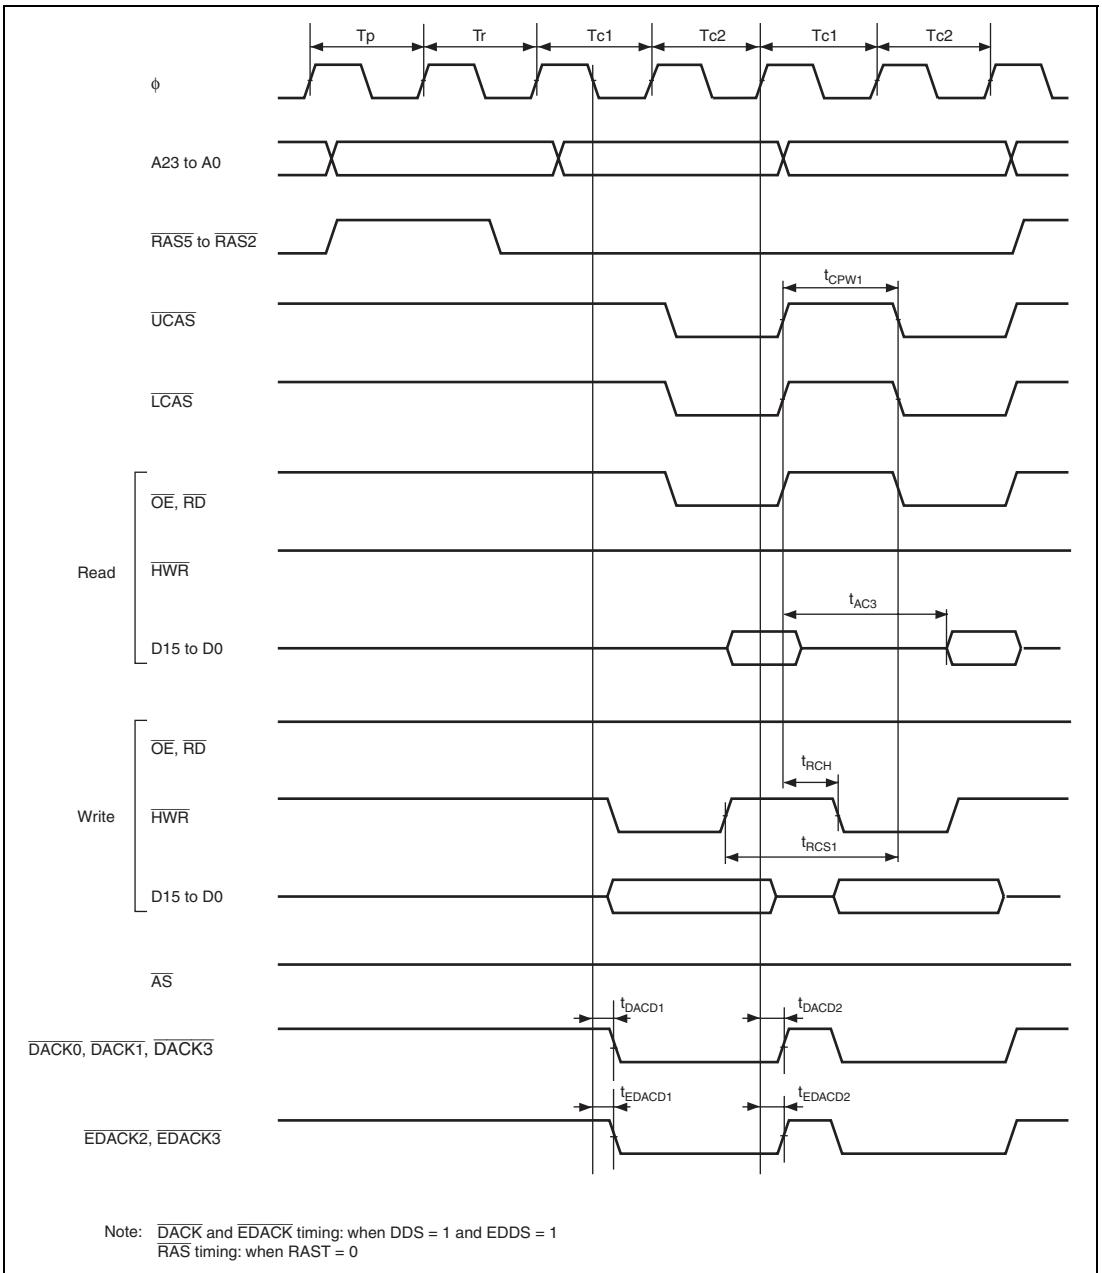 Tp Tr Tc1 Tc2 Tc1 Tc2
ϕ
A23 to A0
RAS5 to RAS2
tCPW1
UCAS
LCAS
OE, RD
Read HWR
tAC3
D15 to D0
OE, RD
tRCH
Write HWR
tRCS1
D15 to D0
AS
tDACD1 tDACD2
DACK0, DACK1, DACK3
tEDACD1 tEDACD2
EDACK2, EDACK3
Note: DACK and EDACK timing: when DDS = 1 and EDDS = 1
RAS timing: when RAST = 0